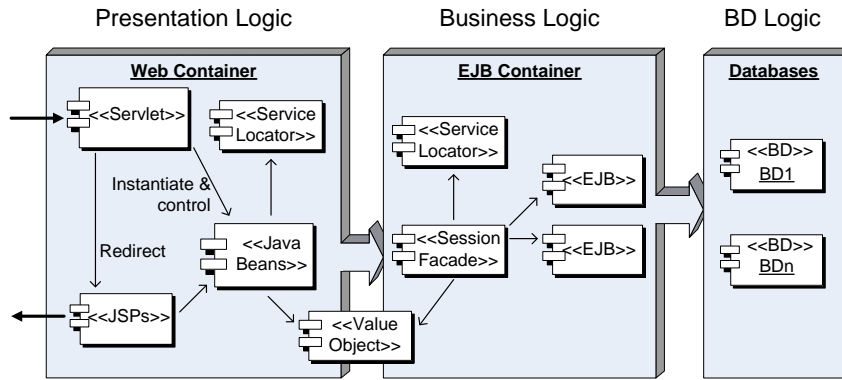 Presentation Logic
Business Logic
BD Logic
Web Container
EJB Container
Databases
<<Servlet>>
<<Service
Locator>>
<<Service
Locator>>
<<BD>>
BD1
<<EJB>>
Instantiate &
control
<<Java
Beans>>
<<Session
Facade>>
<<EJB>>
<<BD>>
BDn
Redirect
<<JSPs>>
<<Value
Object>>